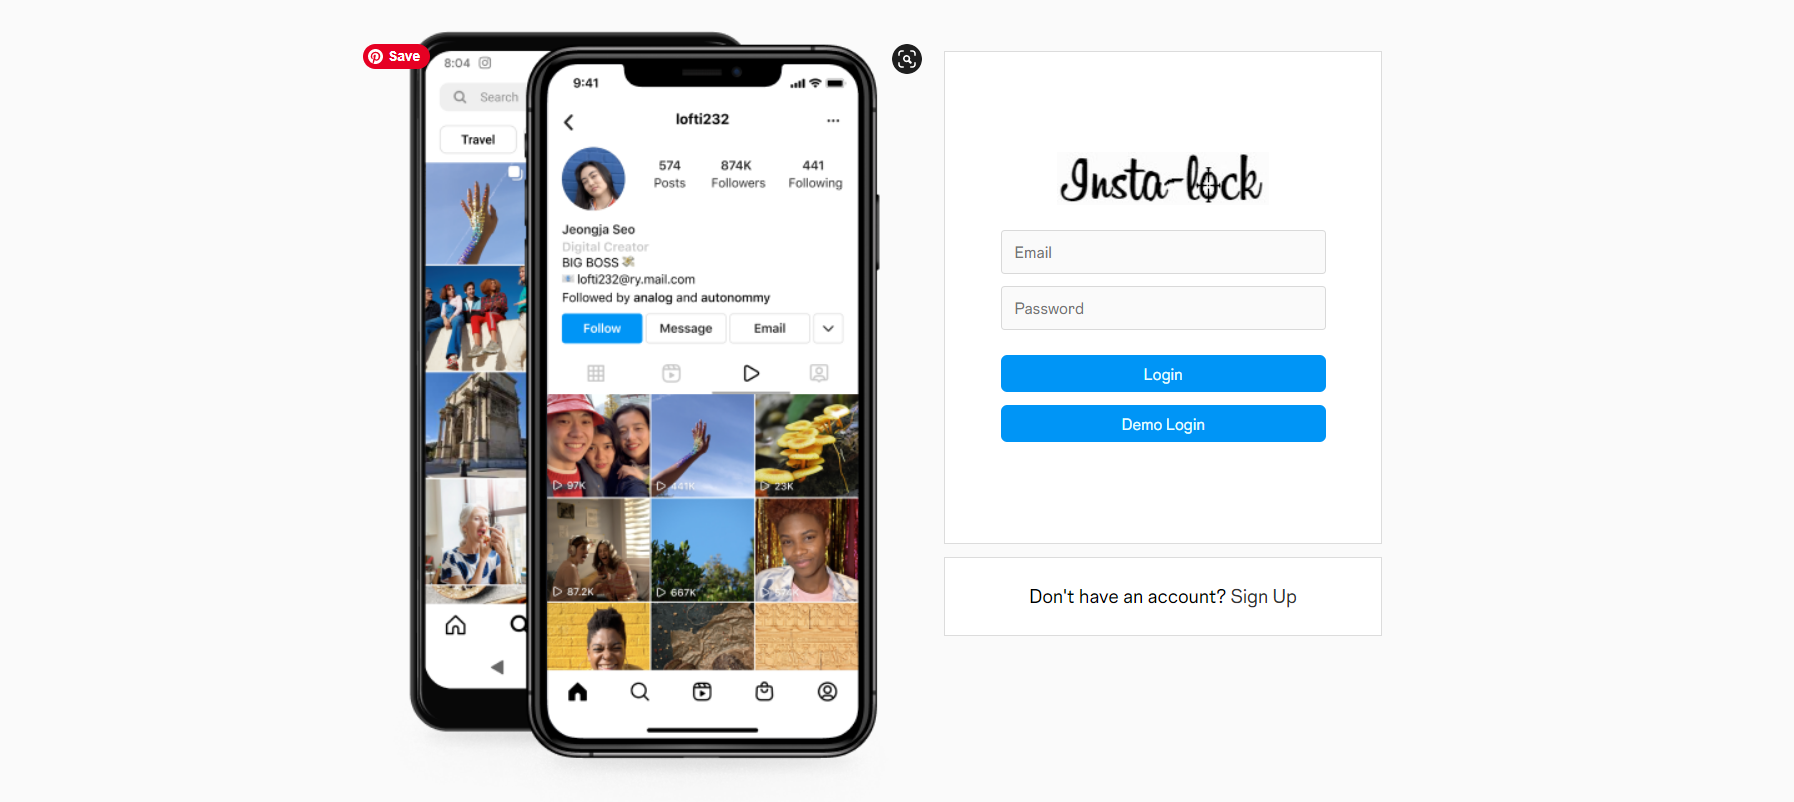 Save
8:04
Search
Travel
9:41
lofti232
...
574
Posts
874K
Followers
441
Following
Jeongja Seo
Digital Creator
BIG BOSS 💸
📧 lofti232@ry.mail.com
Followed by analog and autonommy
Follow
Message
Email
97K
441K
23K
87.2K
667K
Insta-lock
Email
Password
Login
Demo Login
Don't have an account? Sign Up